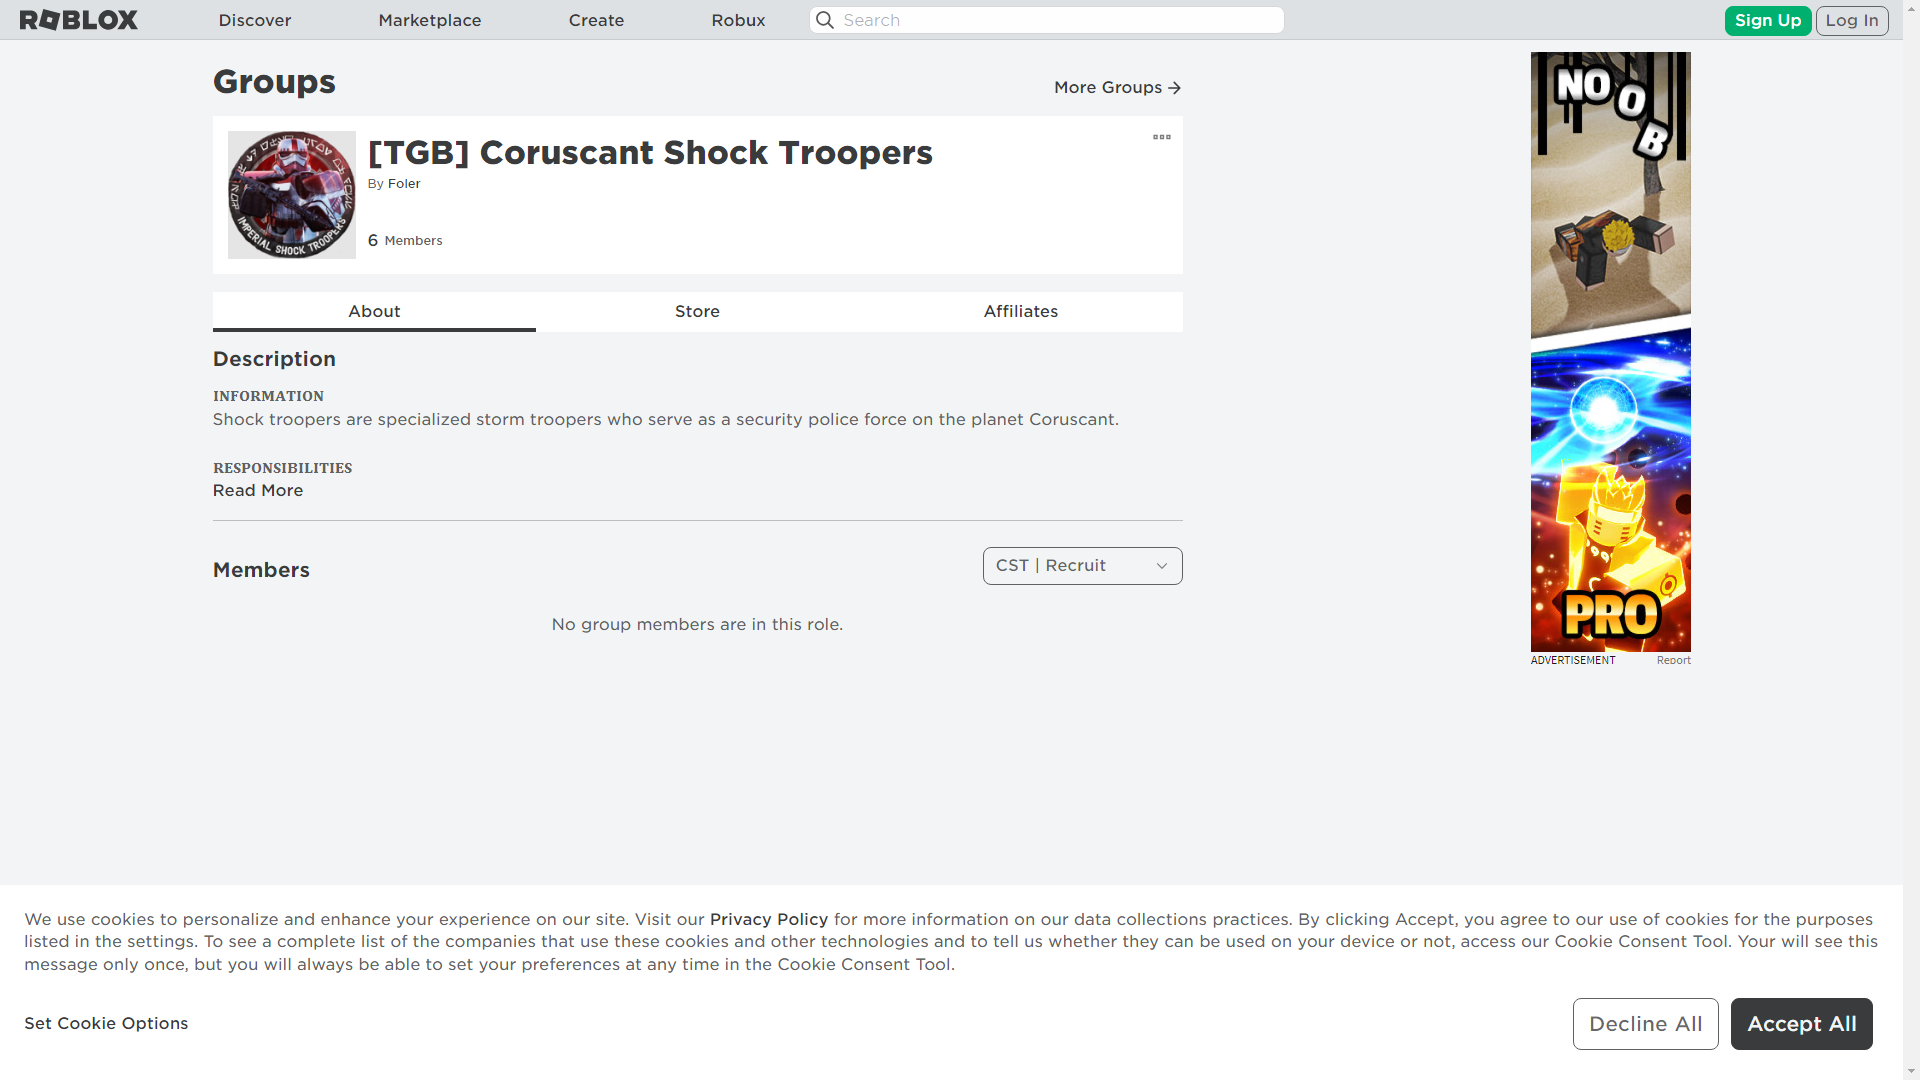 ROBLOX
Discover
Marketplace
Create
Robux
Search
Sign Up
Log In
Groups
More Groups
[TGB] Coruscant Shock Troopers
By Foler
6 Members
IMPERIAL SHOCK TROOPERS
About
Store
Affiliates
Description
INFORMATION
Shock troopers are specialized storm troopers who serve as a security police force on the planet Coruscant.
RESPONSIBILITIES
Read More
Members
CST | Recruit
No group members are in this role.
NOOB
PRO
ADVERTISEMENT
Report
We use cookies to personalize and enhance your experience on our site. Visit our Privacy Policy for more information on our data collections practices. By clicking Accept, you agree to our use of cookies for the purposes
listed in the settings. To see a complete list of the companies that use these cookies and other technologies and to tell us whether they can be used on your device or not, access our Cookie Consent Tool. Your will see this
message only once, but you will always be able to set your preferences at any time in the Cookie Consent Tool.
Set Cookie Options
Decline All
Accept All